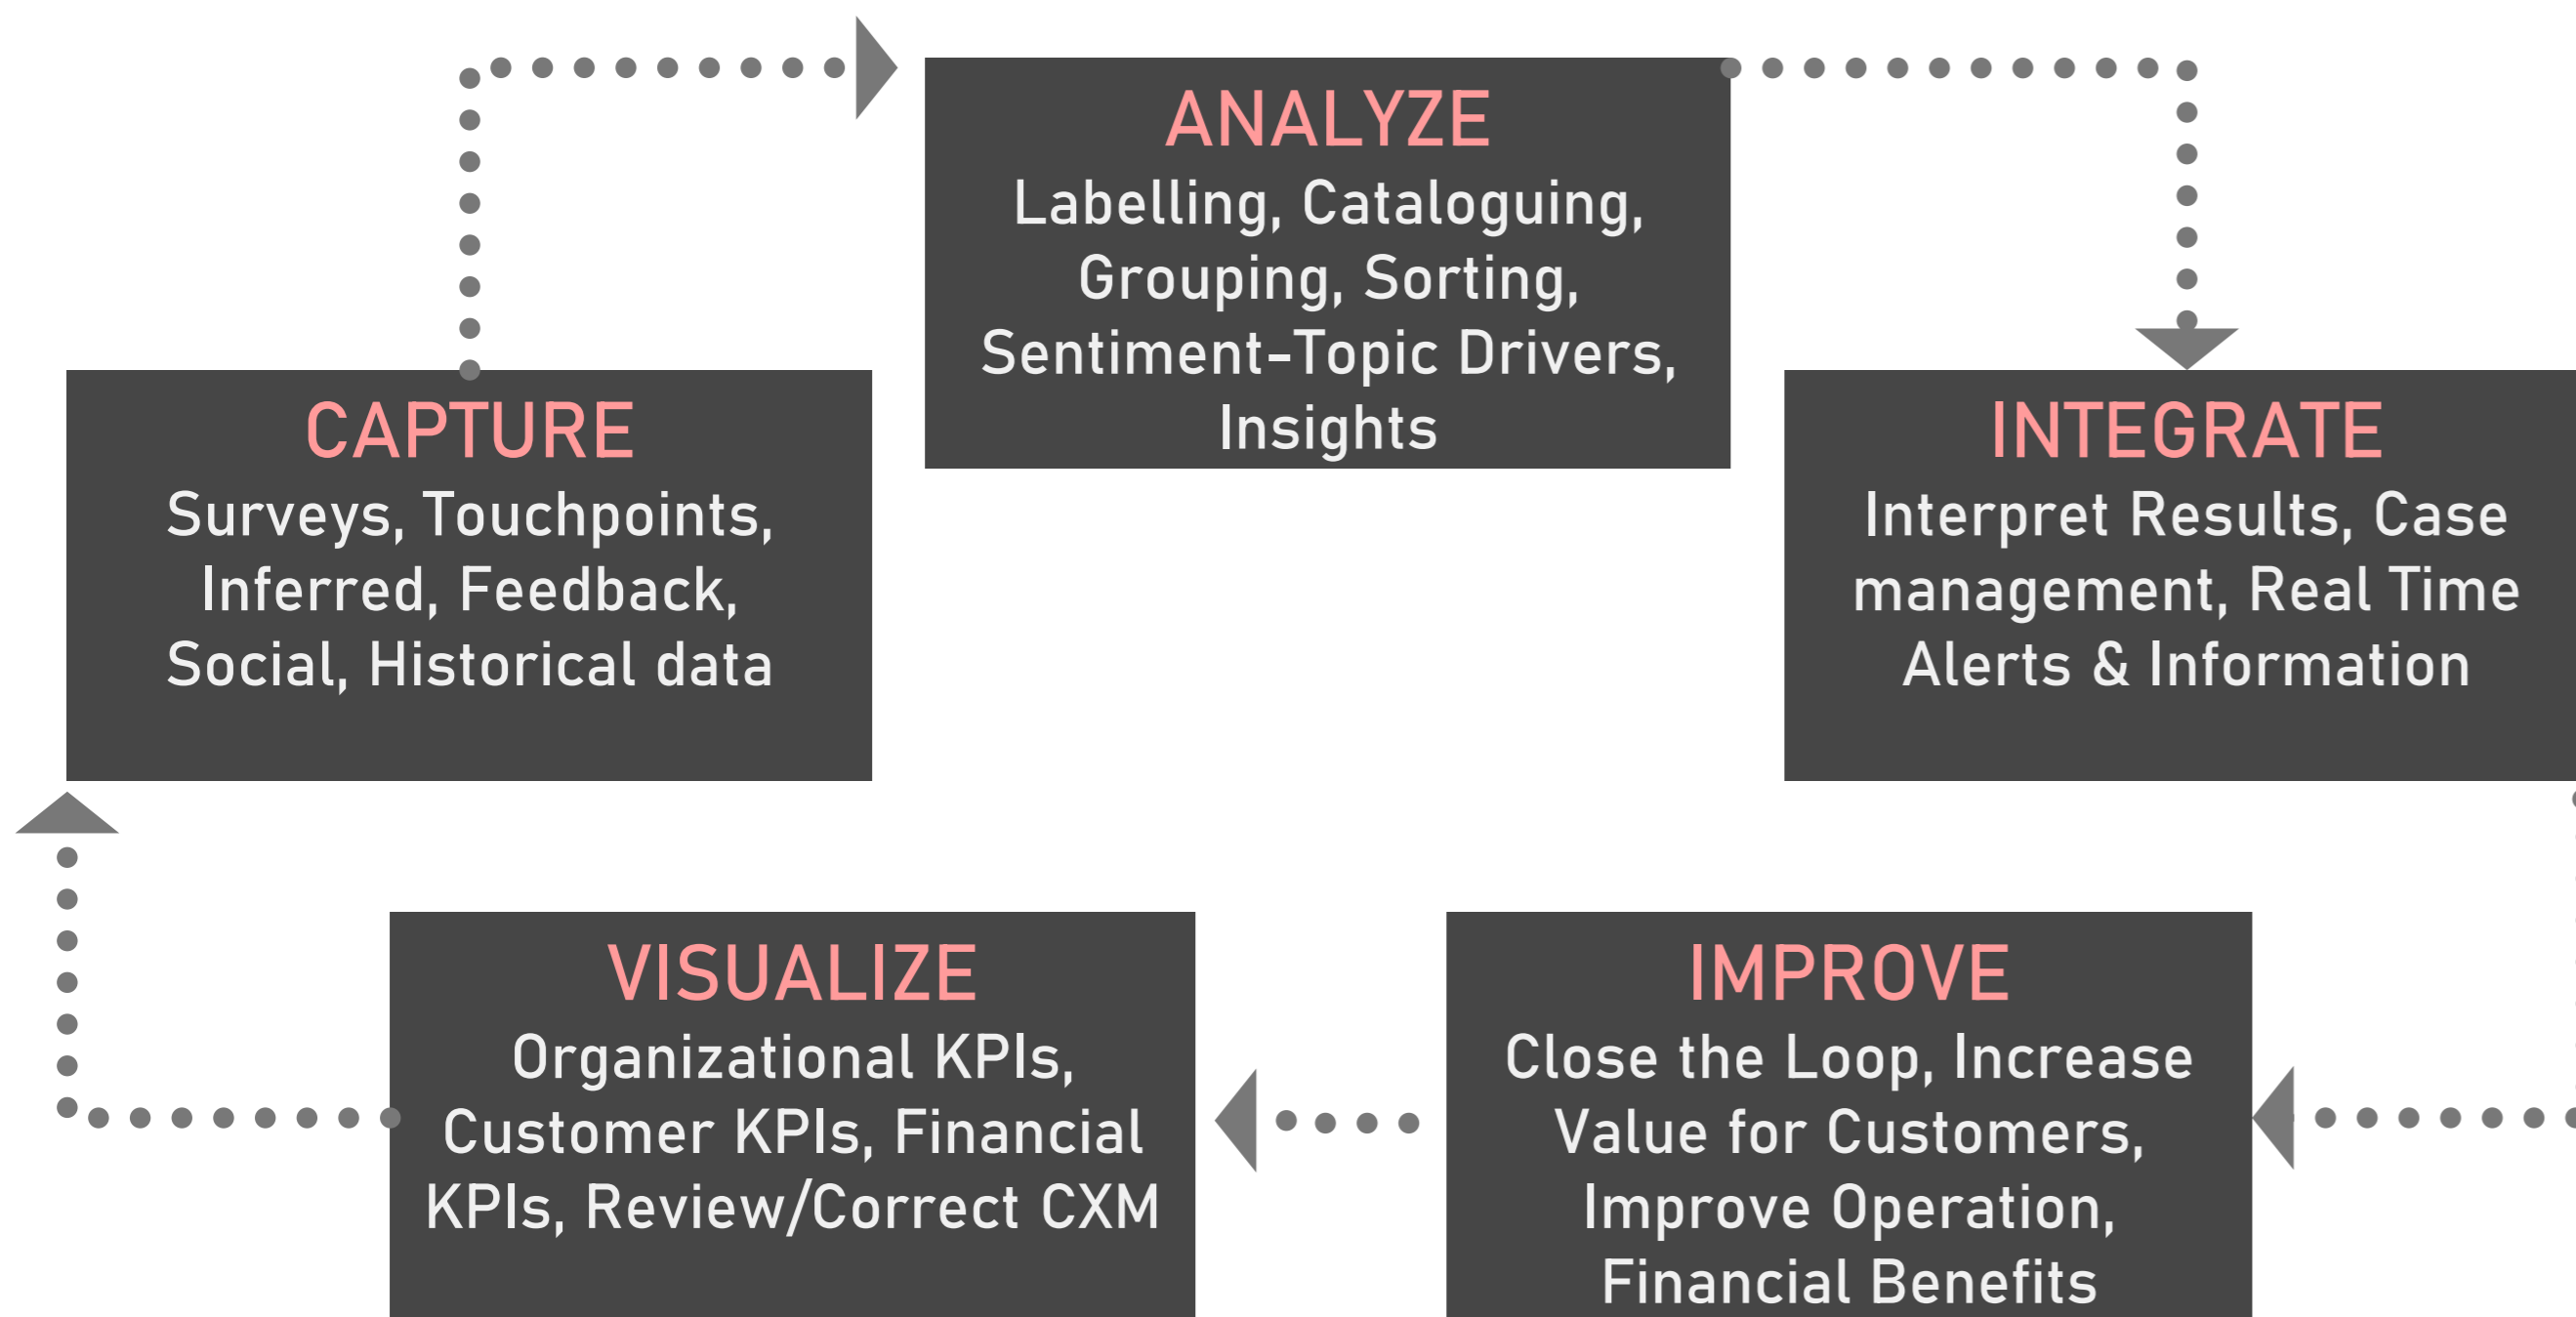 ANALYZE
Labelling, Cataloguing,
Grouping, Sorting,
Sentiment-Topic Drivers,
Insights
CAPTURE
Surveys, Touchpoints,
Inferred, Feedback,
Social, Historical data
INTEGRATE
Interpret Results, Case
management, Real Time
Alerts & Information
VISUALIZE
Organizational KPIs,
Customer KPIs, Financial
KPIs, Review/Correct CXM
IMPROVE
Close the Loop, Increase
Value for Customers,
Improve Operation,
Financial Benefits